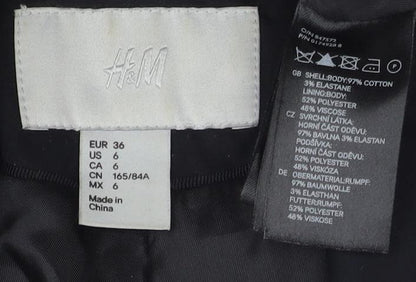 H&M
EUR 36
US 6
CA 6
CN 165/84A
MX 6
Made in
China
GB SHELL:BODY:97% COTTON
3% ELASTANE
LINING:BODY:
52% POLYESTER
48% VISCOSE
CZ SVRCHNÍ LÁTKA:
HORNÍ ČÁST ODĚVU:
97% BAVLNA 3% ELASTAN
PODŠÍVKA:
HORNÍ ČÁST ODĚVU:
52% POLYESTER
48% VISKÓZA
DE OBERMATERIAL:RUMPF:
97% BAUMWOLLE
3% ELASTHAN
FUTTER:RUMPF:
52% POLYESTER
48% VISKOSE